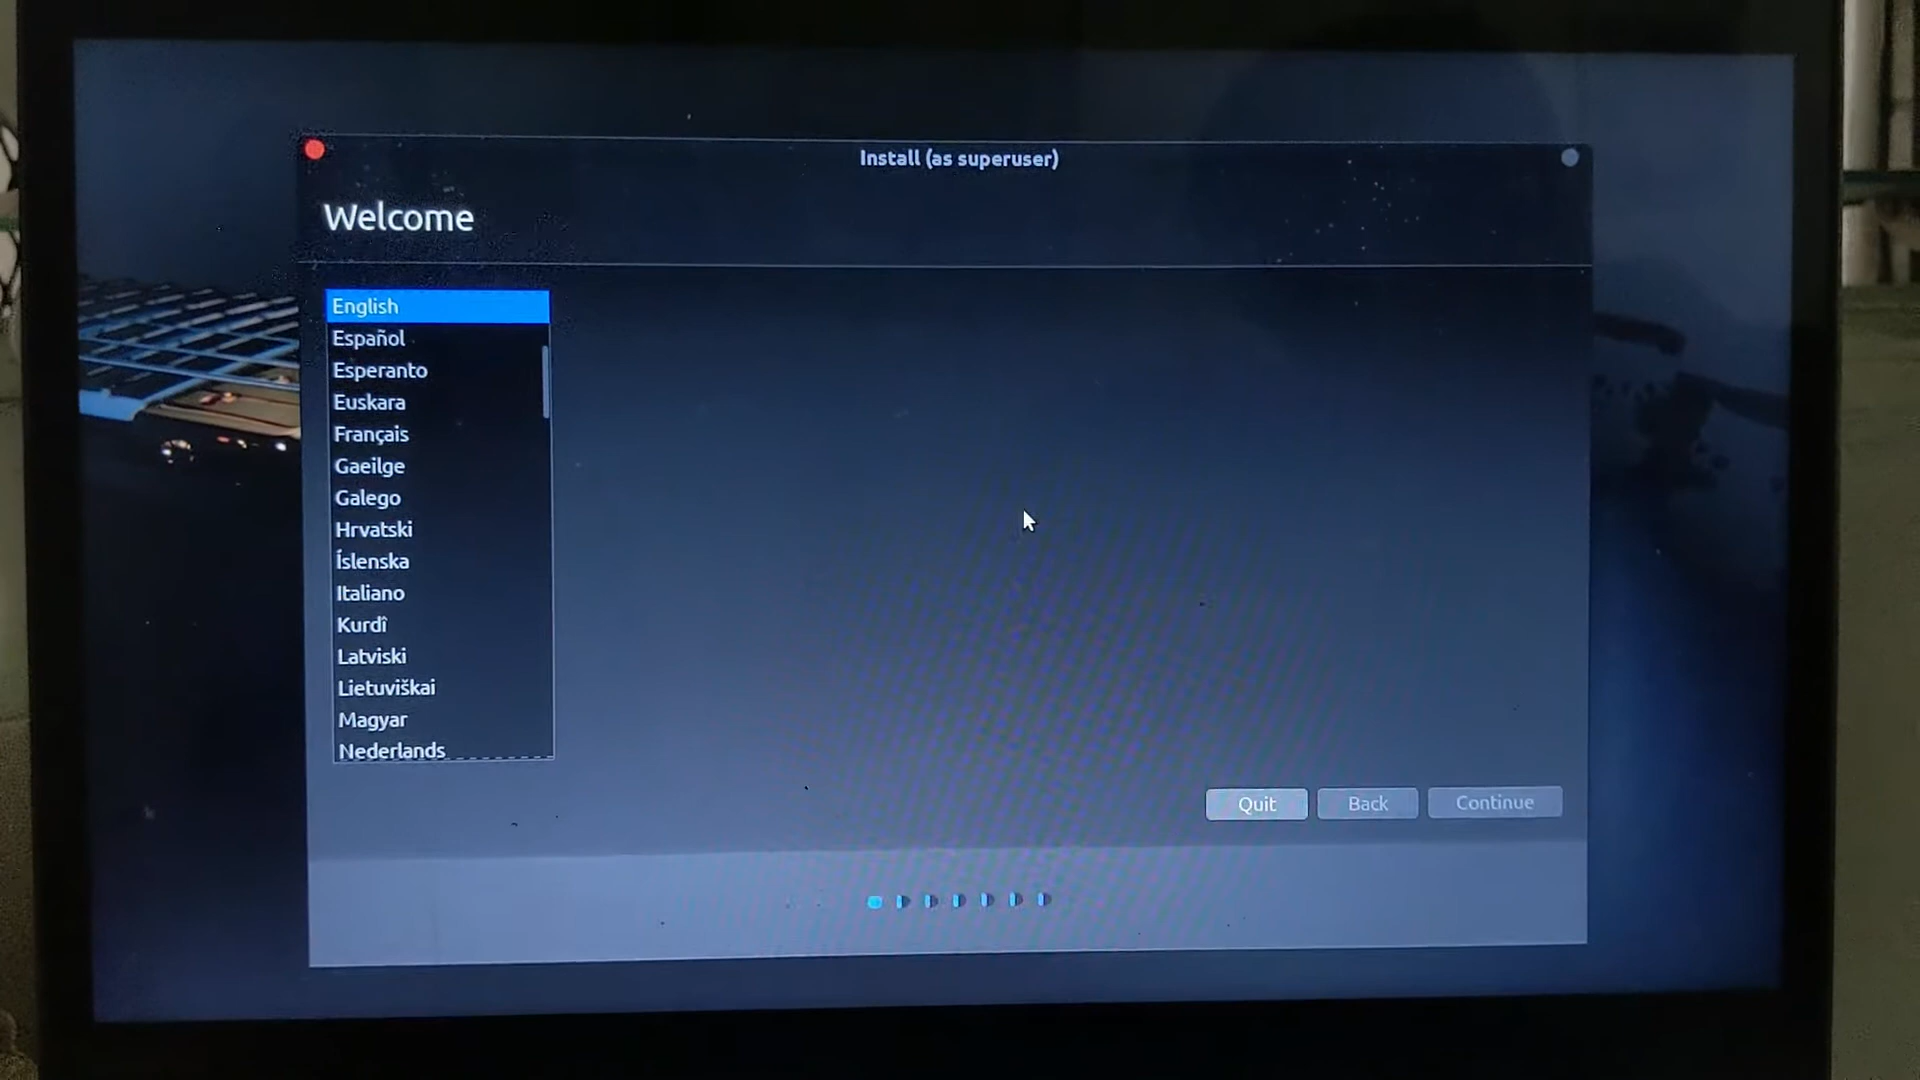 Install (as superuser)
Welcome
English
Español
Esperanto
Euskara
Français
Gaeilge
Galego
Hrvatski
Íslenska
Italiano
Kurdî
Latviski
Lietuviškai
Magyar
Nederlands
Quit
Back
Continue